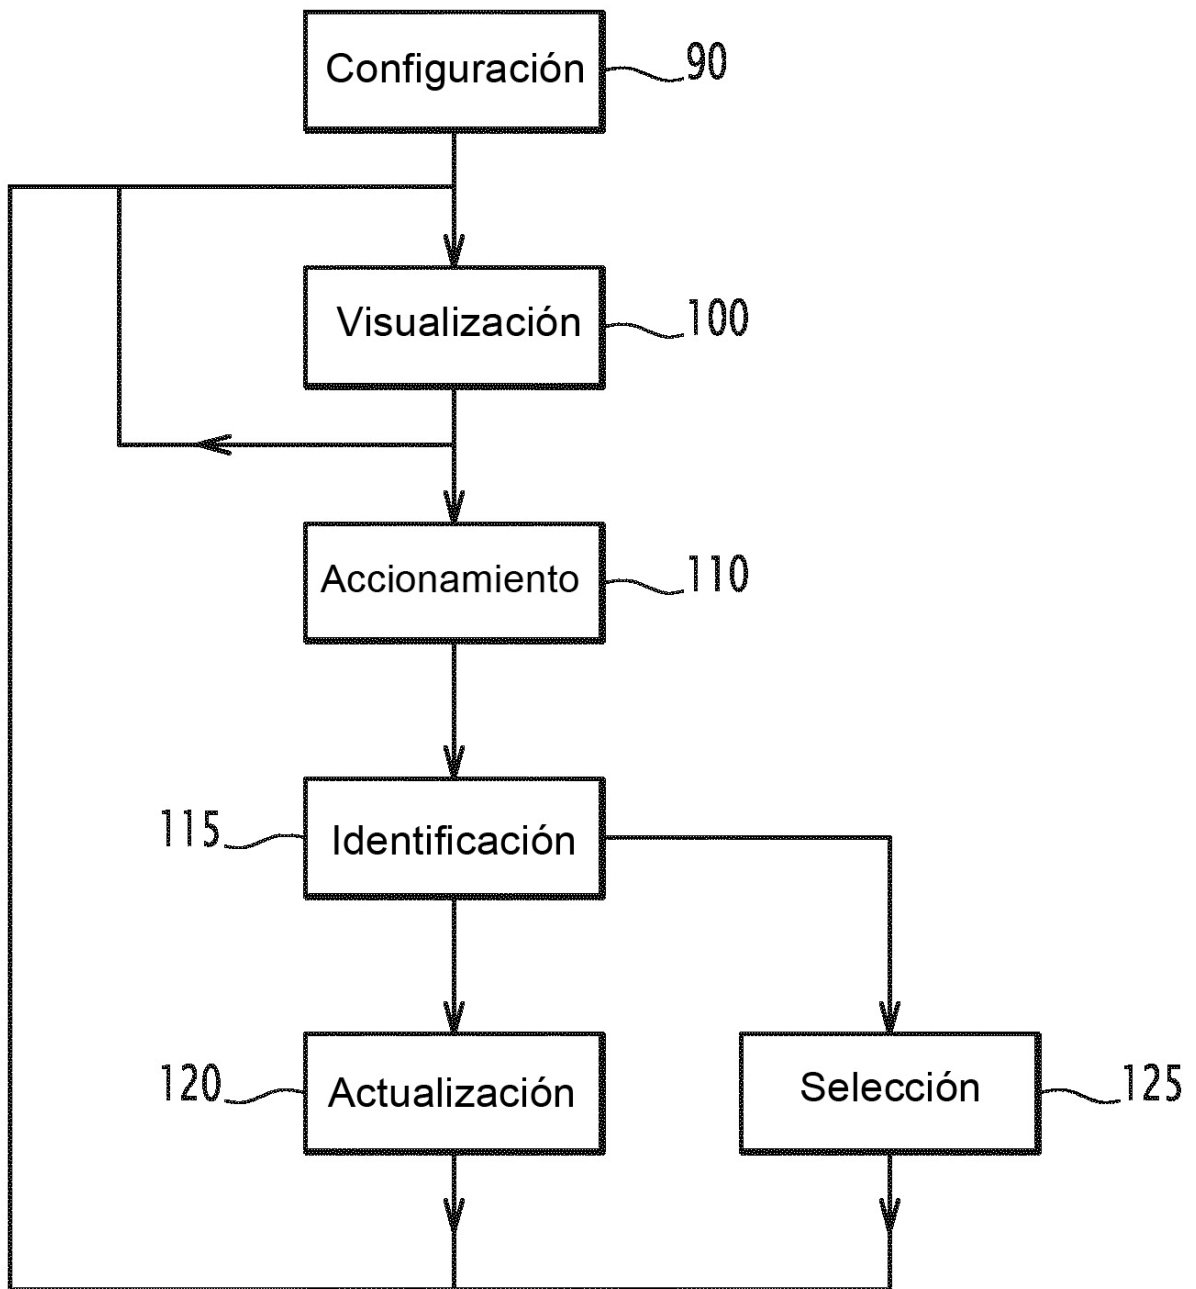 Configuración 90
Visualización 100
Accionamiento 110
115 Identificación
120 Actualización
Selección 125